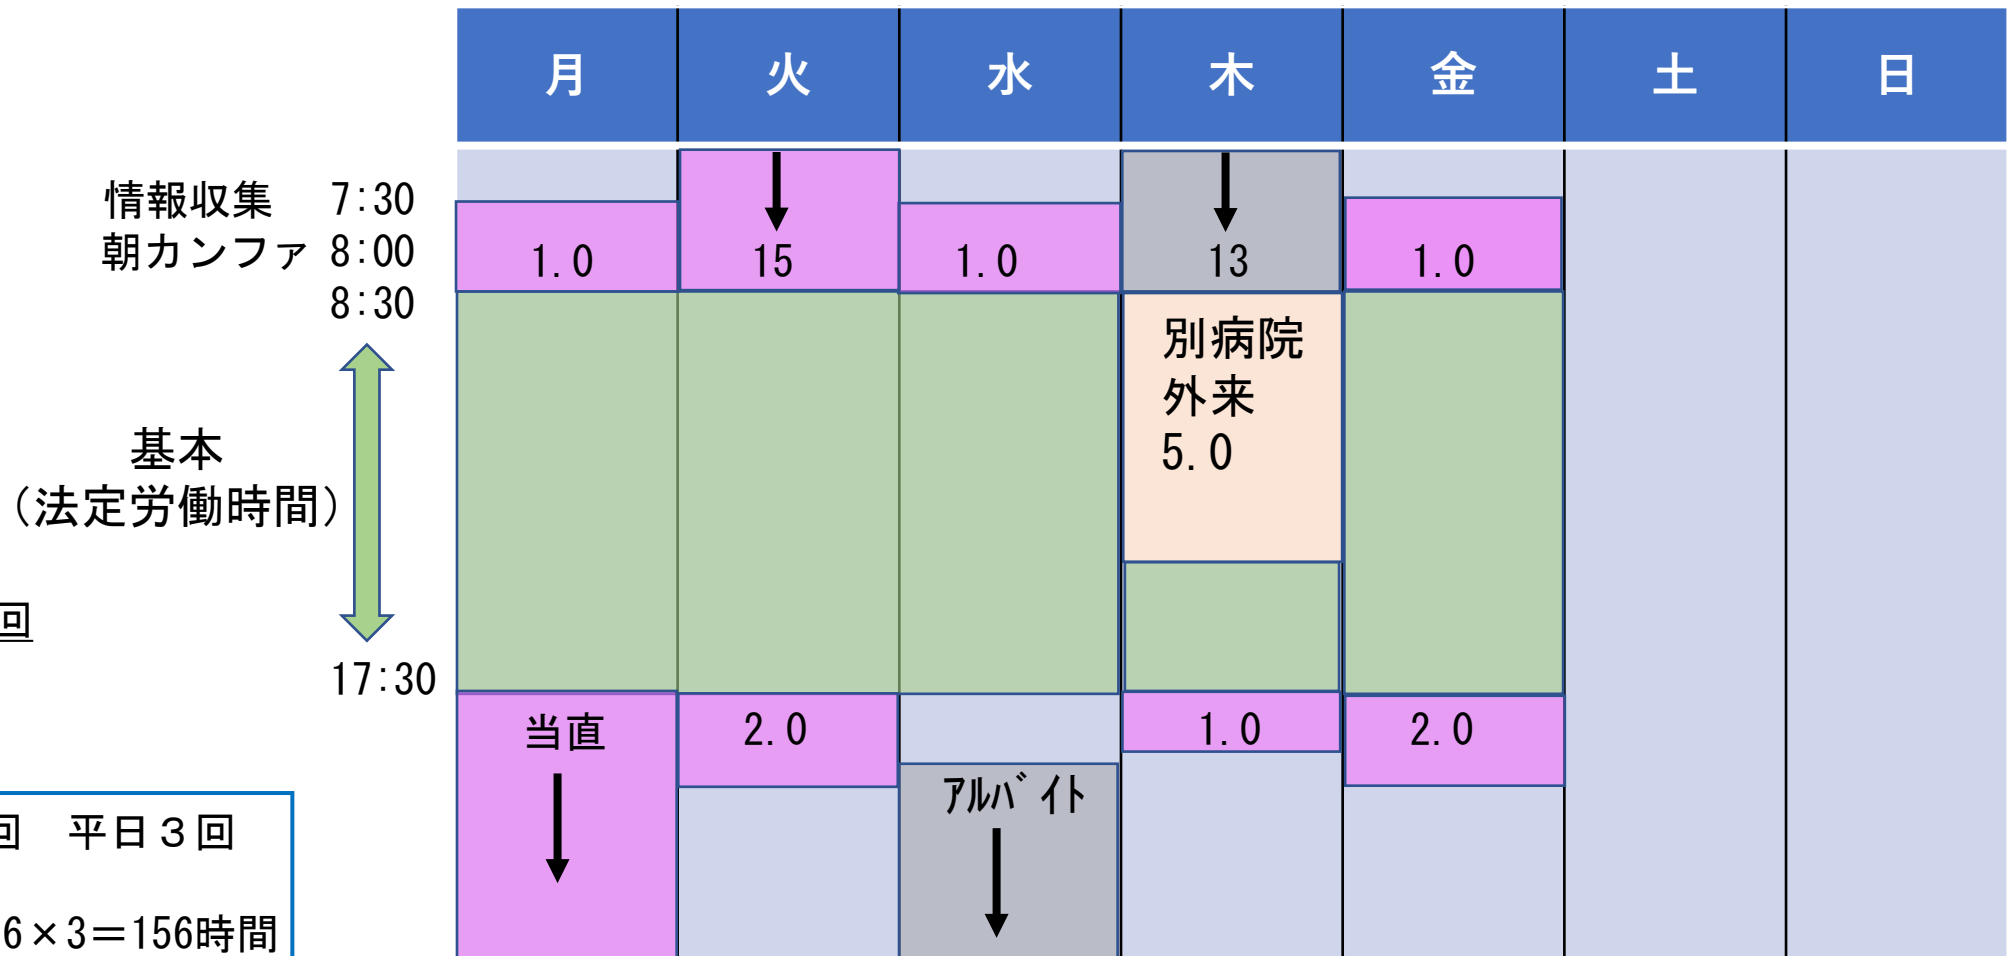 月 火 水 木 金 土 日
情報収集 7:30
朝カンファ 8:00
8:30
1.0 15 1.0 13 1.0
別病院
外来
5.0
基本
(法定労働時間)
回
17:30
当直 2.0 1.0 2.0
ｱﾙﾊﾞｲﾄ
回 平日３回
6×3＝156時間